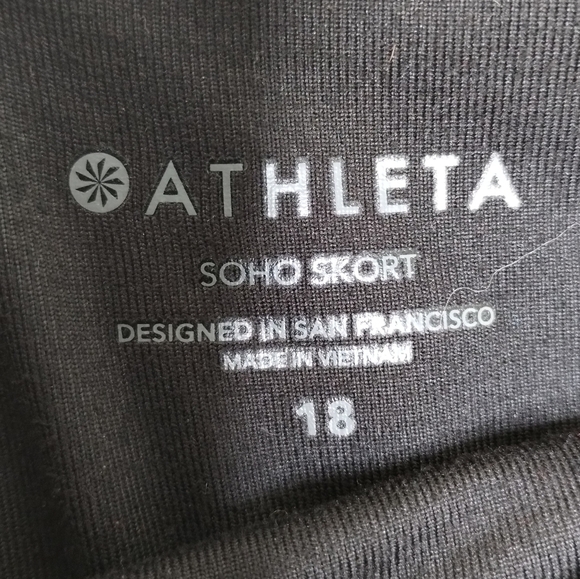 ATHLETA
SOHO SKORT
DESIGNED IN SAN FRANCISCO
MADE IN VIETNAM
18